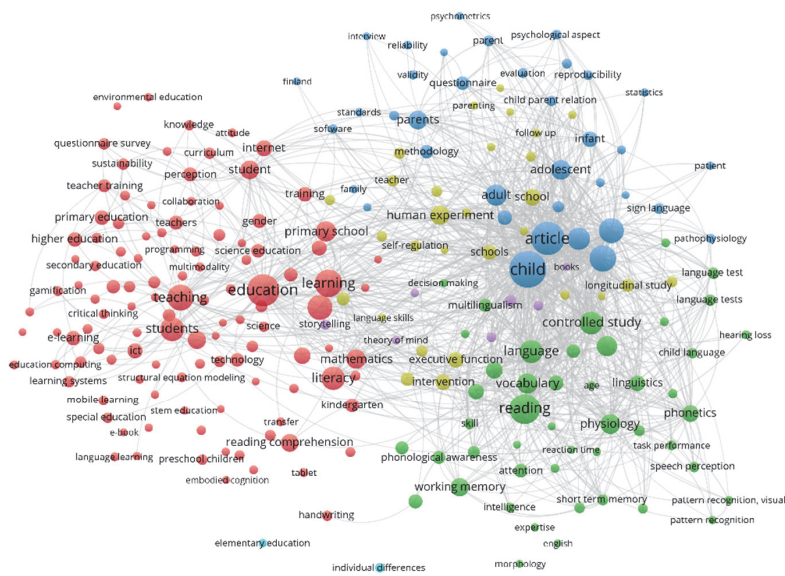 psychometrics
interview
reliability
parent
psychological aspect
validity
questionnaire
evaluation
reproducibility
finland
statistics
environmental education
parenting
child parent relation
standards
parents
knowledge
software
attitude
follow up
infant
questionnaire survey
curriculum
internet
methodology
sustainability
perception
student
adolescent
patient
teacher training
teacher
training
family
adult
school
collaboration
sign language
primary education
teachers
gender
human experiment
higher education
programming
primary school
article
pathophysiology
science education
self-regulation
schools
secondary education
multimodality
child
books
language test
gamification
education
learning
decision making
longitudinal study
teaching
multilingualism
language tests
critical thinking
storytelling
language skills
controlled study
students
science
hearing loss
e-learning
theory of mind
ict
language
child language
education computing
technology
mathematics
executive function
learning systems
structural equation modeling
literacy
intervention
vocabulary
age
linguistics
mobile learning
stem education
kindergarten
reading
special education
transfer
skill
physiology
phonetics
e-book
reading comprehension
reaction time
task performance
language learning
preschool children
phonological awareness
attention
speech perception
embodied cognition
tablet
working memory
intelligence
short term memory
pattern recognition, visual
handwriting
expertise
pattern recognition
elementary education
english
individual differences
morphology